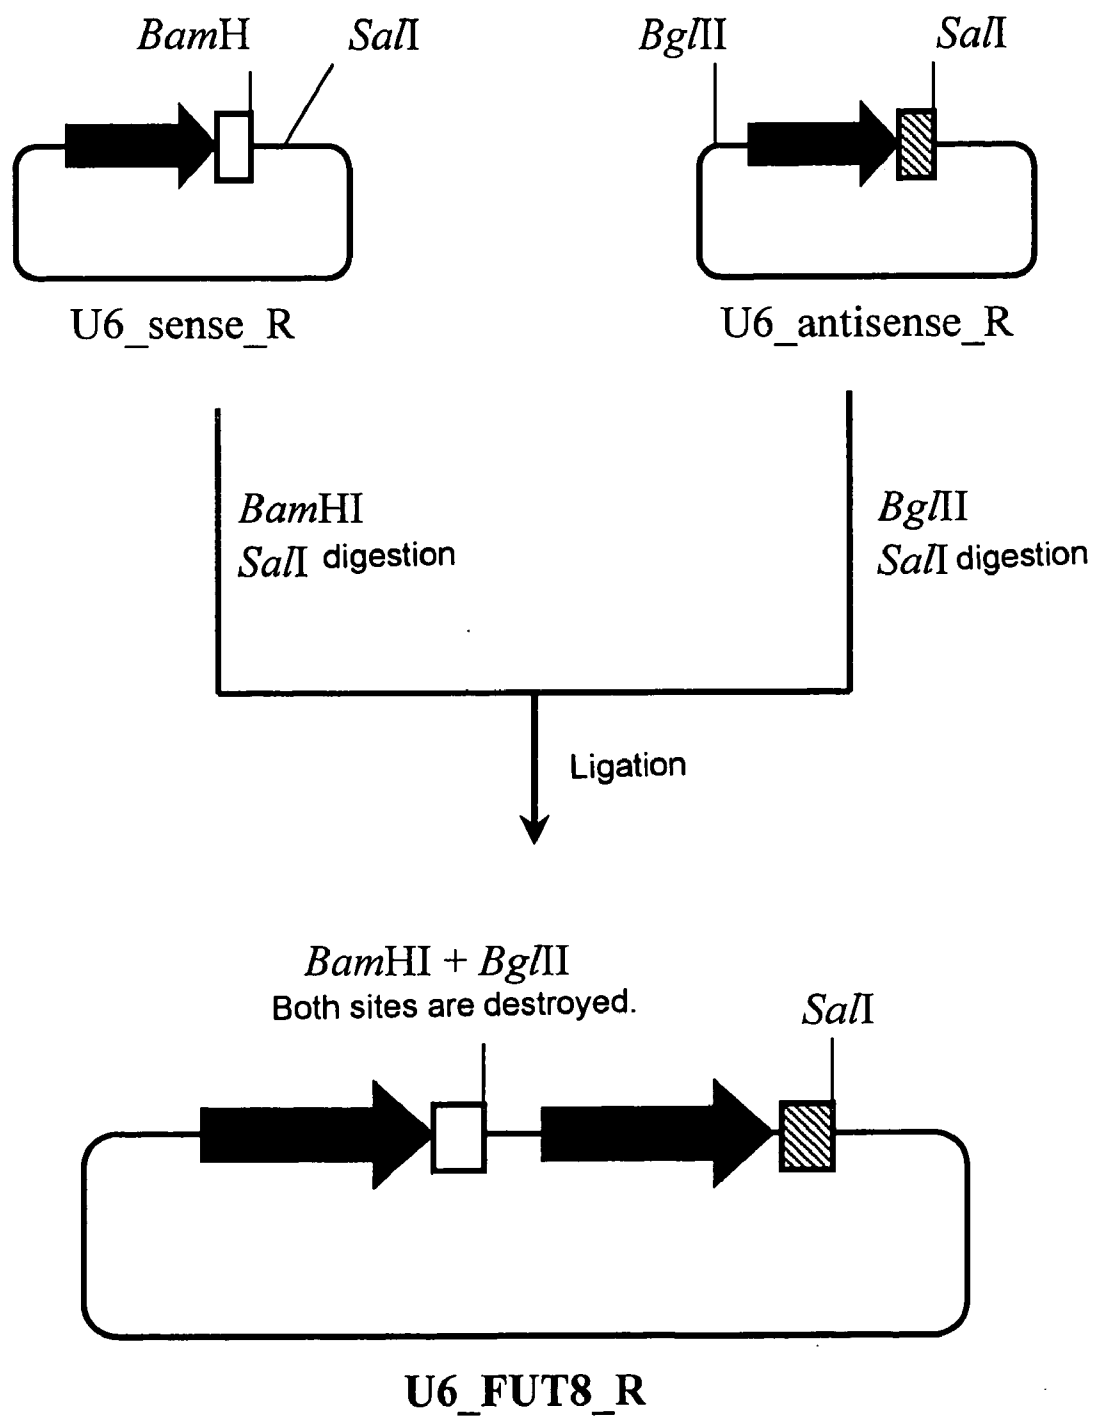 BamH SalI BglII SalI
U6_sense_R U6_antisense_R
BamHI BglII
SalI digestion SalI digestion
Ligation
BamHI + BglII
Both sites are destroyed.
SalI
U6_FUT8_R